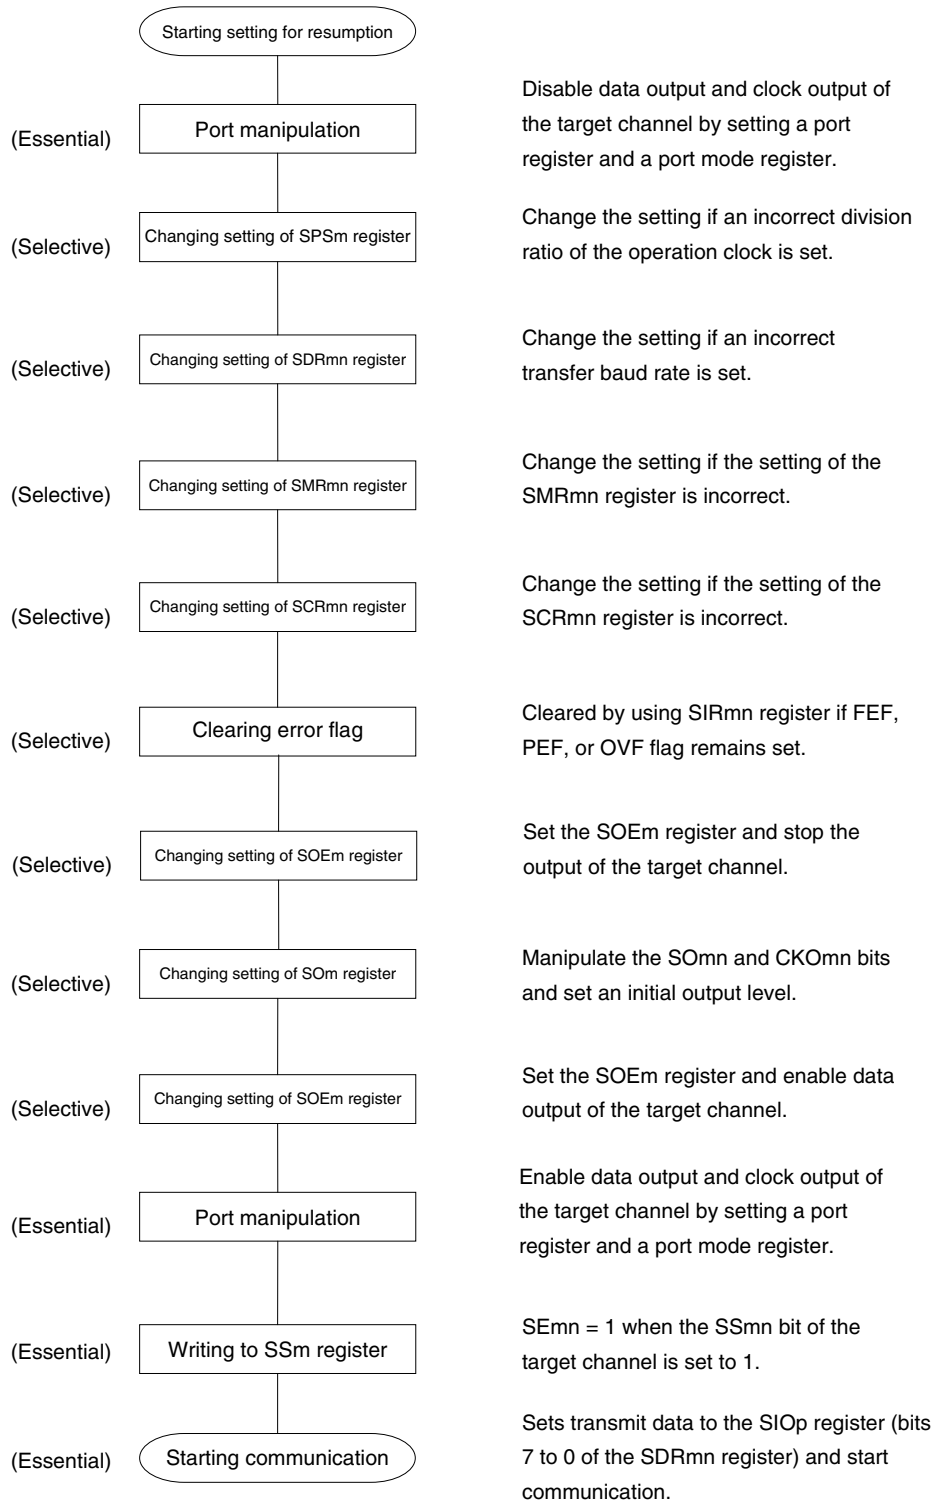 Starting setting for resumption
(Essential)
Port manipulation
Disable data output and clock output of
the target channel by setting a port
register and a port mode register.
(Selective)
Changing setting of SPSm register
Change the setting if an incorrect division
ratio of the operation clock is set.
(Selective)
Changing setting of SDRmn register
Change the setting if an incorrect
transfer baud rate is set.
(Selective)
Changing setting of SMRmn register
Change the setting if the setting of the
SMRmn register is incorrect.
(Selective)
Changing setting of SCRmn register
Change the setting if the setting of the
SCRmn register is incorrect.
(Selective)
Clearing error flag
Cleared by using SIRmn register if FEF,
PEF, or OVF flag remains set.
(Selective)
Changing setting of SOEm register
Set the SOEm register and stop the
output of the target channel.
(Selective)
Changing setting of SOm register
Manipulate the SOmn and CKOmn bits
and set an initial output level.
(Selective)
Changing setting of SOEm register
Set the SOEm register and enable data
output of the target channel.
(Essential)
Port manipulation
Enable data output and clock output of
the target channel by setting a port
register and a port mode register.
(Essential)
Writing to SSm register
SEmn = 1 when the SSmn bit of the
target channel is set to 1.
(Essential)
Starting communication
Sets transmit data to the SIOp register (bits
7 to 0 of the SDRmn register) and start
communication.